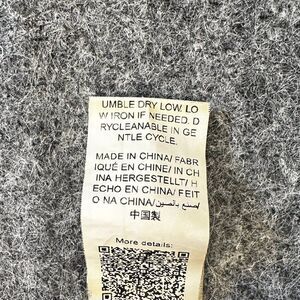 UMBLE DRY LOW. LO
W IRON IF NEEDED. D
RYCLEANABLE IN GE
NTLE CYCLE.
MADE IN CHINA/ FABR
IQUÉ EN CHINE/ IN CH
INA HERGESTELLT/ H
ECHO EN CHINA/ FEIT
O NA CHINA/صنع بالصين/
中国製
More details: